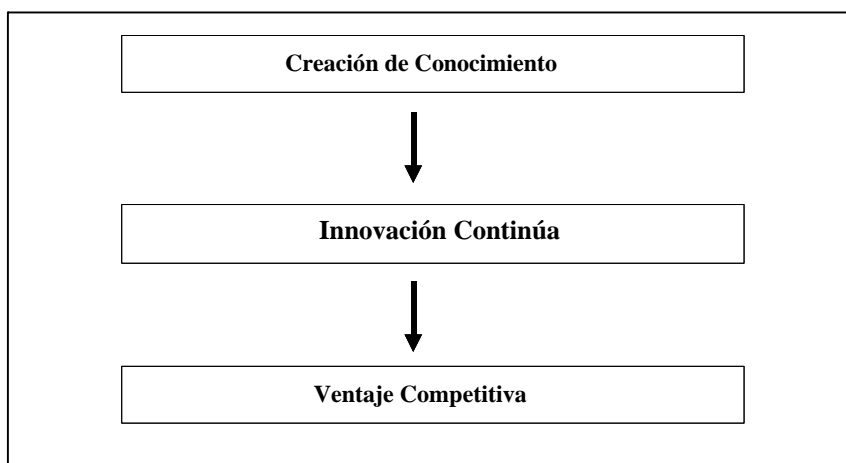 Creación de Conocimiento
Innovación Continúa
Ventaje Competitiva